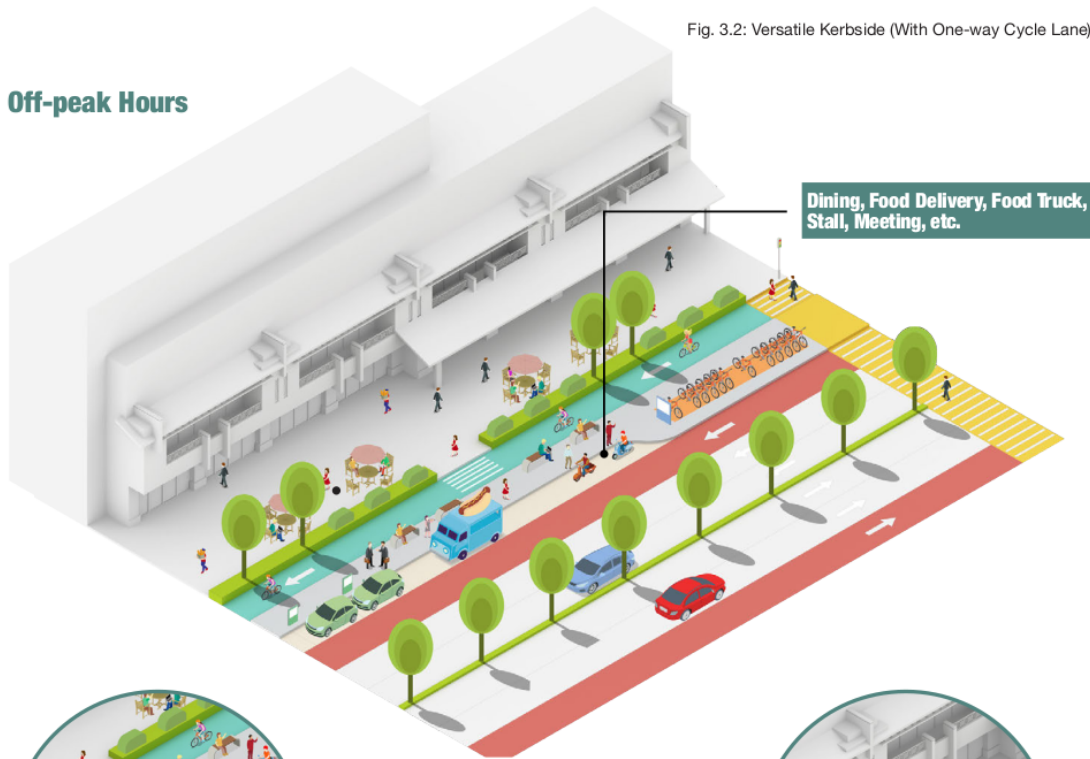 Fig. 3.2: Versatile Kerbside (With One-way Cycle Lane)
Off-peak Hours
Dining, Food Delivery, Food Truck,
Stall, Meeting, etc.